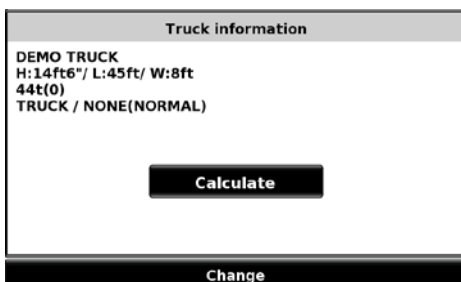 Truck information
DEMO TRUCK
H:14ft6"/ L:45ft/ W:8ft
44t(0)
TRUCK / NONE(NORMAL)
Calculate
Change